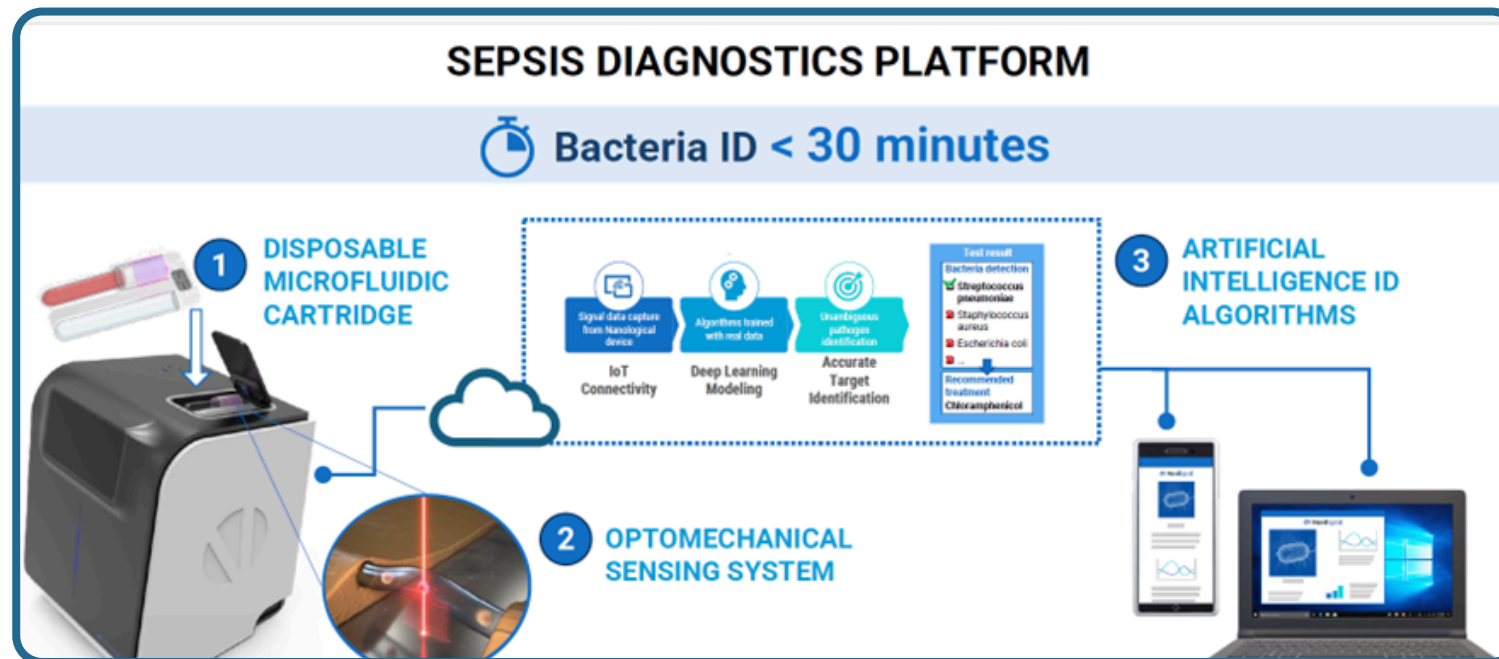 SEPSIS DIAGNOSTICS PLATFORM
Bacteria ID < 30 minutes
1
DISPOSABLE
MICROFLUIDIC
CARTRIDGE
Signal data capture
from Nanological
device
IoT
Connectivity
Algorithms trained
with real data
Deep Learning
Modeling
Unambiguous
pathogen
identification
Accurate
Target
Identification
Test result
Bacteria detection
Streptococcus
pneumoniae
Staphylococcus
aureus
Escherichia coli
...
Recommended
treatment
Chloramphenicol
3
ARTIFICIAL
INTELLIGENCE ID
ALGORITHMS
2
OPTOMECHANICAL
SENSING SYSTEM